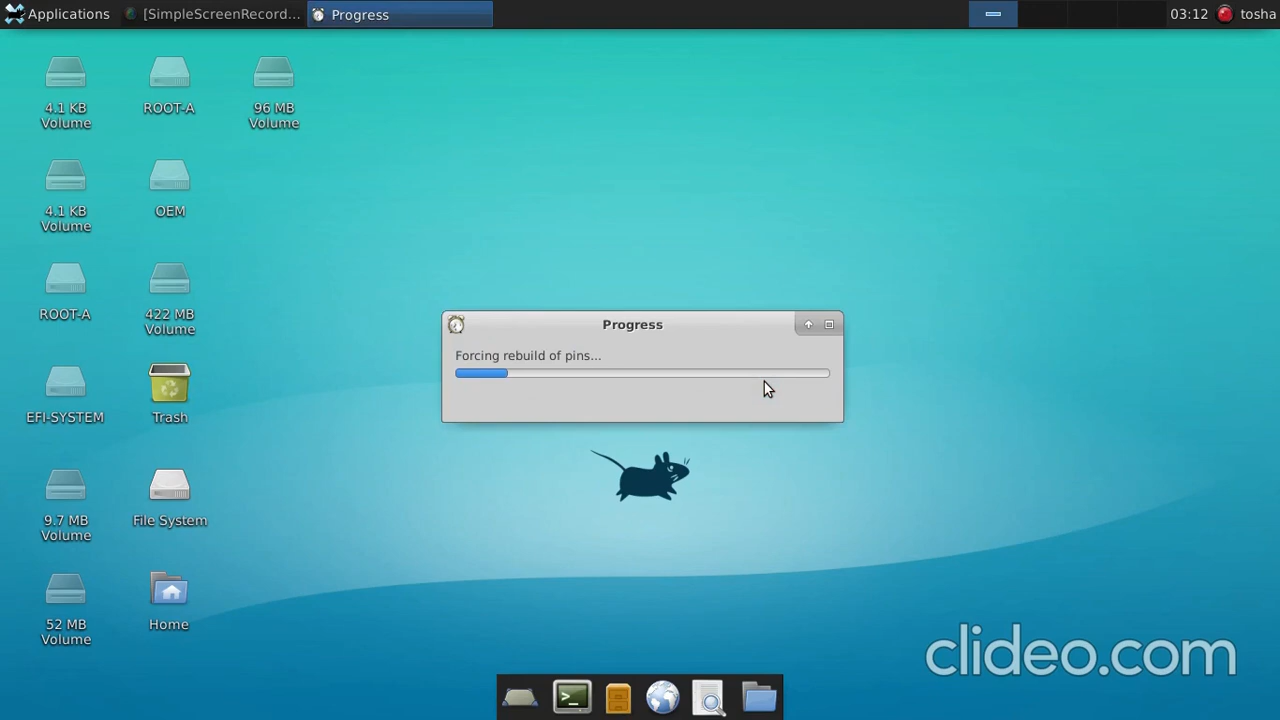 Applications
[SimpleScreenRecord...
Progress
03:12
tosha
4.1 KB
Volume
ROOT-A
96 MB
Volume
4.1 KB
Volume
OEM
ROOT-A
422 MB
Volume
EFI-SYSTEM
Trash
9.7 MB
Volume
File System
52 MB
Volume
Home
Progress
Forcing rebuild of pins...
clideo.com